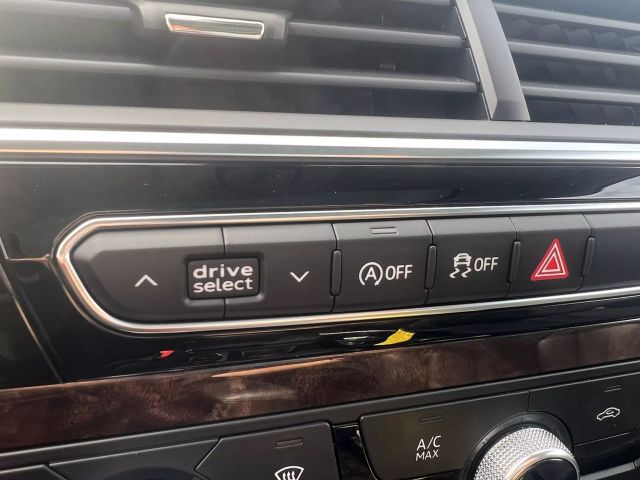 drive
select
A OFF
OFF
A/C
MAX